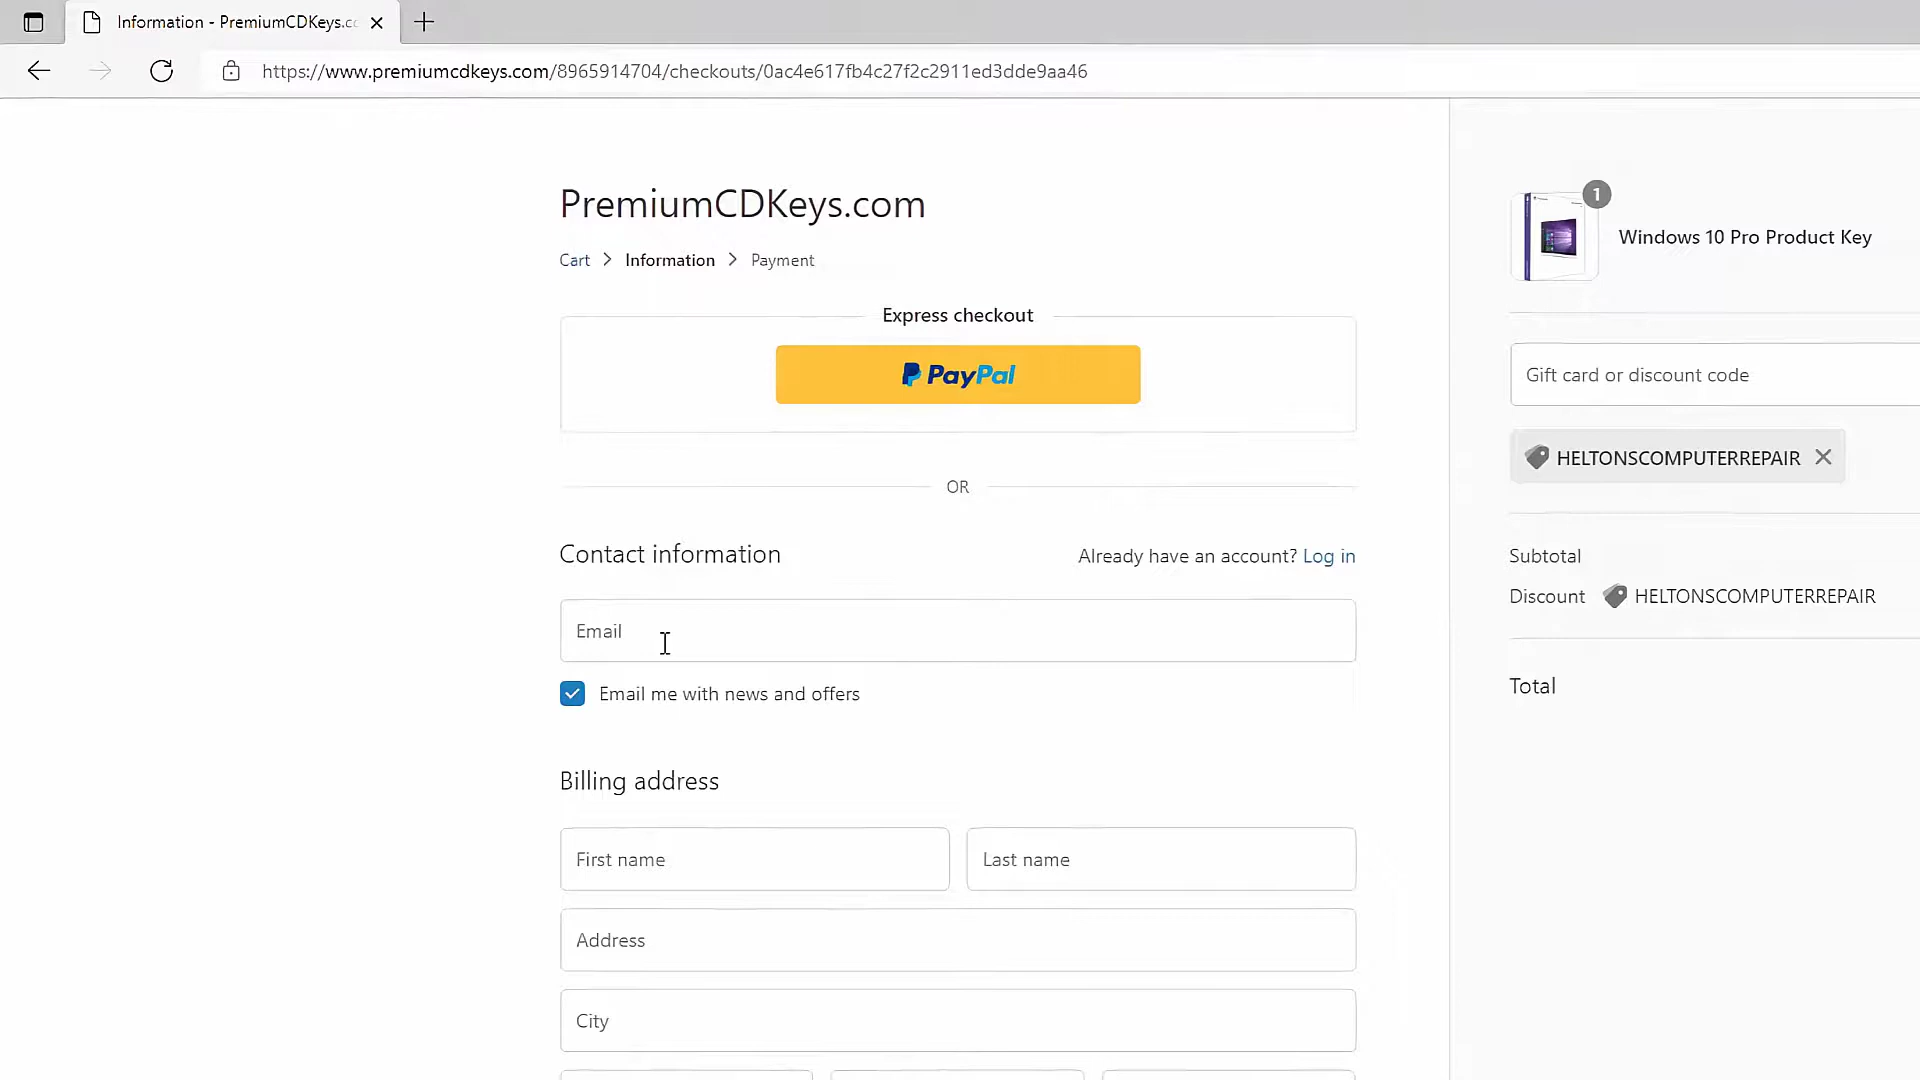 Information - PremiumCDKeys.c
https://www.premiumcdkeys.com/8965914704/checkouts/0ac4e617fb4c27f2c2911ed3dde9aa46
PremiumCDKeys.com
Cart > Information > Payment
Express checkout
PayPal
OR
Contact information
Already have an account? Log in
Email
Email me with news and offers
Billing address
First name
Last name
Address
City
1
Windows 10 Pro Product Key
Gift card or discount code
HELTONSCOMPUTERREPAIR
Subtotal
Discount HELTONSCOMPUTERREPAIR
Total